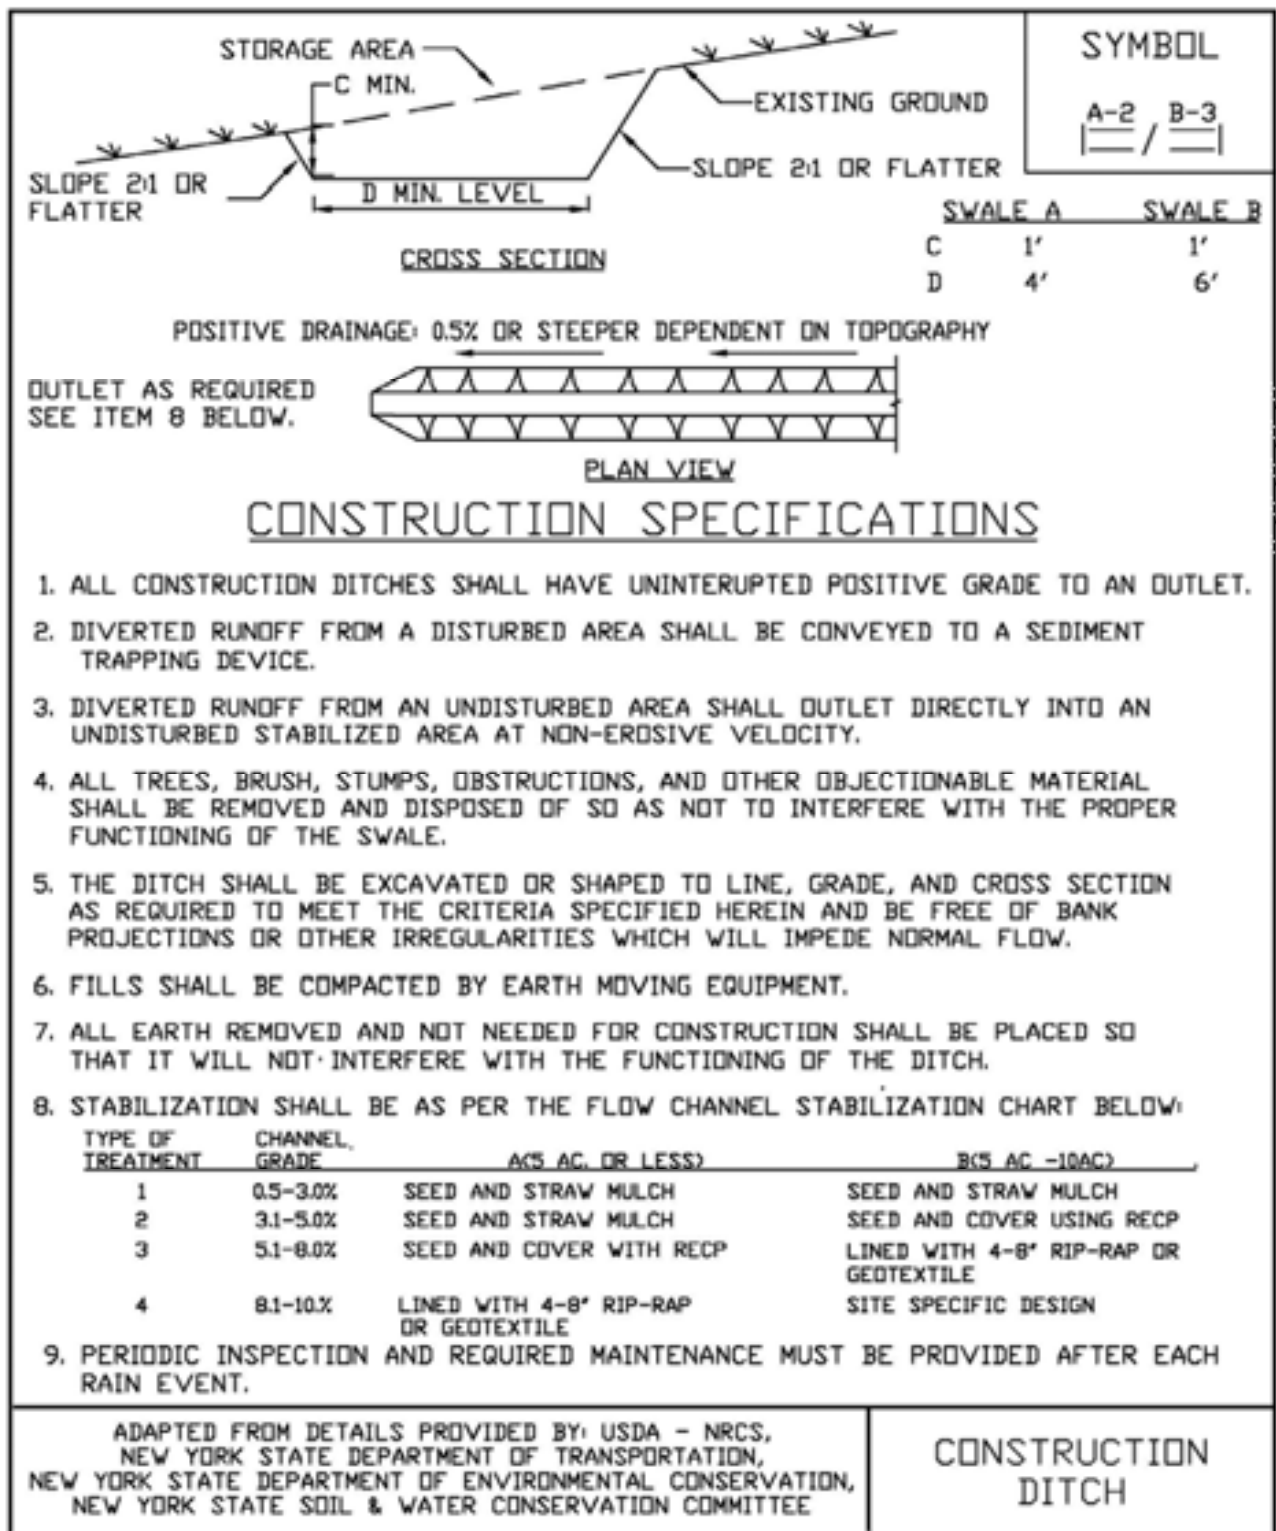 STORAGE AREA
C MIN.
SYMBOL
A-2 / B-3
EXISTING GROUND
SLOPE 2:1 OR
FLATTER
SLOPE 2:1 OR FLATTER
D MIN. LEVEL
CROSS SECTION
SWALE A SWALE B
C 1' 1'
D 4' 6'
POSITIVE DRAINAGE: 0.5% OR STEEPER DEPENDENT ON TOPOGRAPHY
OUTLET AS REQUIRED
SEE ITEM 8 BELOW.
PLAN VIEW
CONSTRUCTION SPECIFICATIONS
1. ALL CONSTRUCTION DITCHES SHALL HAVE UNINTERUPTED POSITIVE GRADE TO AN OUTLET.
2. DIVERTED RUNOFF FROM A DISTURBED AREA SHALL BE CONVEYED TO A SEDIMENT
TRAPPING DEVICE.
3. DIVERTED RUNOFF FROM AN UNDISTURBED AREA SHALL OUTLET DIRECTLY INTO AN
UNDISTURBED STABILIZED AREA AT NON-EROSIVE VELOCITY.
4. ALL TREES, BRUSH, STUMPS, OBSTRUCTIONS, AND OTHER OBJECTIONABLE MATERIAL
SHALL BE REMOVED AND DISPOSED OF SO AS NOT TO INTERFERE WITH THE PROPER
FUNCTIONING OF THE SWALE.
5. THE DITCH SHALL BE EXCAVATED OR SHAPED TO LINE, GRADE, AND CROSS SECTION
AS REQUIRED TO MEET THE CRITERIA SPECIFIED HEREIN AND BE FREE OF BANK
PROJECTIONS OR OTHER IRREGULARITIES WHICH WILL IMPEDE NORMAL FLOW.
6. FILLS SHALL BE COMPACTED BY EARTH MOVING EQUIPMENT.
7. ALL EARTH REMOVED AND NOT NEEDED FOR CONSTRUCTION SHALL BE PLACED SO
THAT IT WILL NOT INTERFERE WITH THE FUNCTIONING OF THE DITCH.
8. STABILIZATION SHALL BE AS PER THE FLOW CHANNEL STABILIZATION CHART BELOW:
TYPE OF CHANNEL
TREATMENT GRADE A(5 AC. OR LESS) B(5 AC -10AC)
1 0.5-3.0% SEED AND STRAW MULCH SEED AND STRAW MULCH
2 3.1-5.0% SEED AND STRAW MULCH SEED AND COVER USING RECP
3 5.1-8.0% SEED AND COVER WITH RECP LINED WITH 4-8" RIP-RAP OR
GEOTEXTILE
4 8.1-10.% LINED WITH 4-8" RIP-RAP SITE SPECIFIC DESIGN
OR GEOTEXTILE
9. PERIODIC INSPECTION AND REQUIRED MAINTENANCE MUST BE PROVIDED AFTER EACH
RAIN EVENT.
ADAPTED FROM DETAILS PROVIDED BY: USDA - NRCS,
NEW YORK STATE DEPARTMENT OF TRANSPORTATION,
NEW YORK STATE DEPARTMENT OF ENVIRONMENTAL CONSERVATION,
NEW YORK STATE SOIL & WATER CONSERVATION COMMITTEE
CONSTRUCTION
DITCH